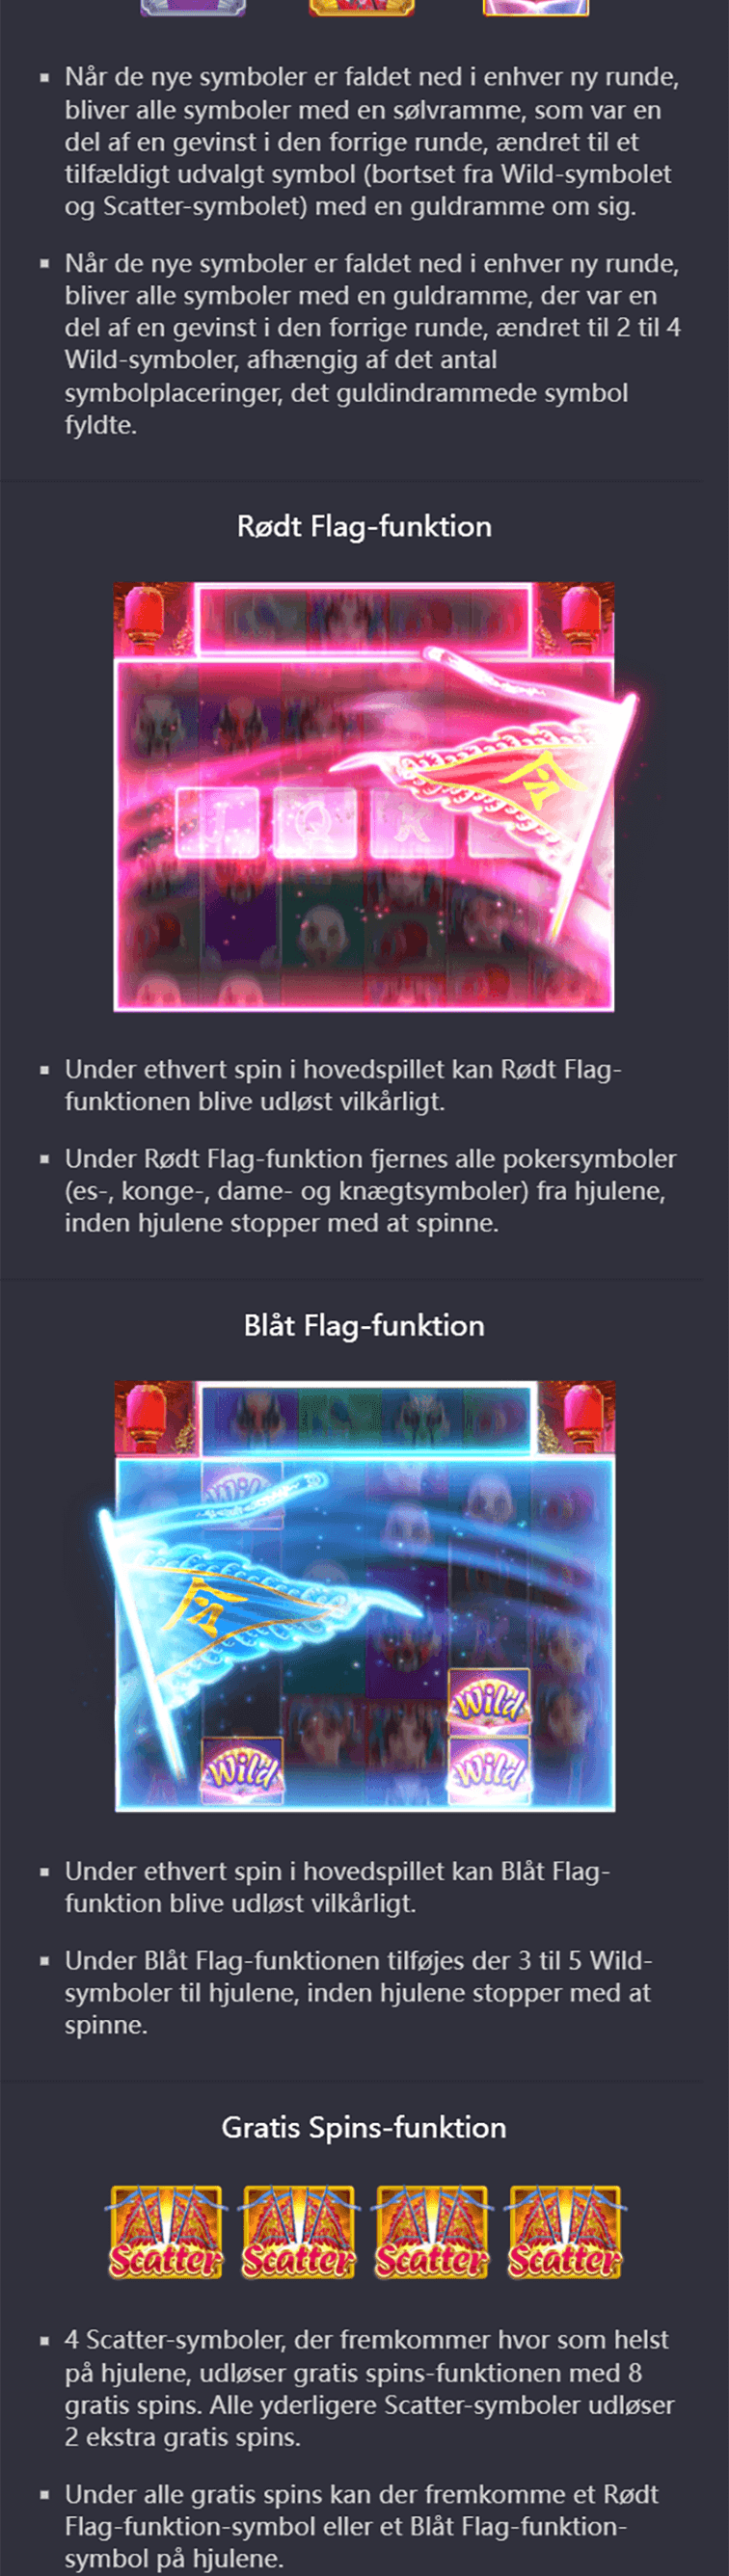 Når de nye symboler er faldet ned i enhver ny runde,
bliver alle symboler med en sølvramme, som var en
del af en gevinst i den forrige runde, ændret til et
tilfældigt udvalgt symbol (bortset fra Wild-symbolet
og Scatter-symbolet) med en guldramme om sig.
Når de nye symboler er faldet ned i enhver ny runde,
bliver alle symboler med en guldramme, der var en
del af en gevinst i den forrige runde, ændret til 2 til 4
Wild-symboler, afhængig af det antal
symbolplaceringer, det guldindrammede symbol
fyldte.
Rødt Flag-funktion
令
J Q K
Under ethvert spin i hovedspillet kan Rødt Flag-
funktionen blive udløst vilkårligt.
Under Rødt Flag-funktion fjernes alle pokersymboler
(es-, konge-, dame- og knægtsymboler) fra hjulene,
inden hjulene stopper med at spinne.
Blåt Flag-funktion
Wild
令
Wild
Wild Wild
Under ethvert spin i hovedspillet kan Blåt Flag-
funktion blive udløst vilkårligt.
Under Blåt Flag-funktionen tilføjes der 3 til 5 Wild-
symboler til hjulene, inden hjulene stopper med at
spinne.
Gratis Spins-funktion
Scatter Scatter Scatter Scatter
4 Scatter-symboler, der fremkommer hvor som helst
på hjulene, udløser gratis spins-funktionen med 8
gratis spins. Alle yderligere Scatter-symboler udløser
2 ekstra gratis spins.
Under alle gratis spins kan der fremkomme et Rødt
Flag-funktion-symbol eller et Blåt Flag-funktion-
symbol på hjulene.